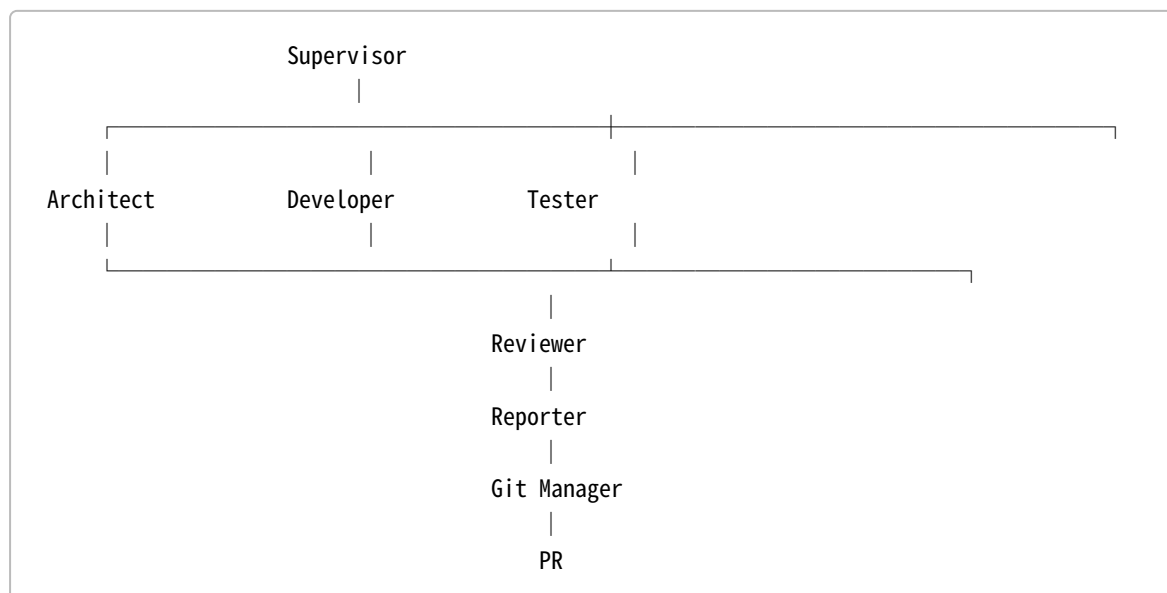 Supervisor
Architect Developer Tester
Reviewer
Reporter
Git Manager
PR